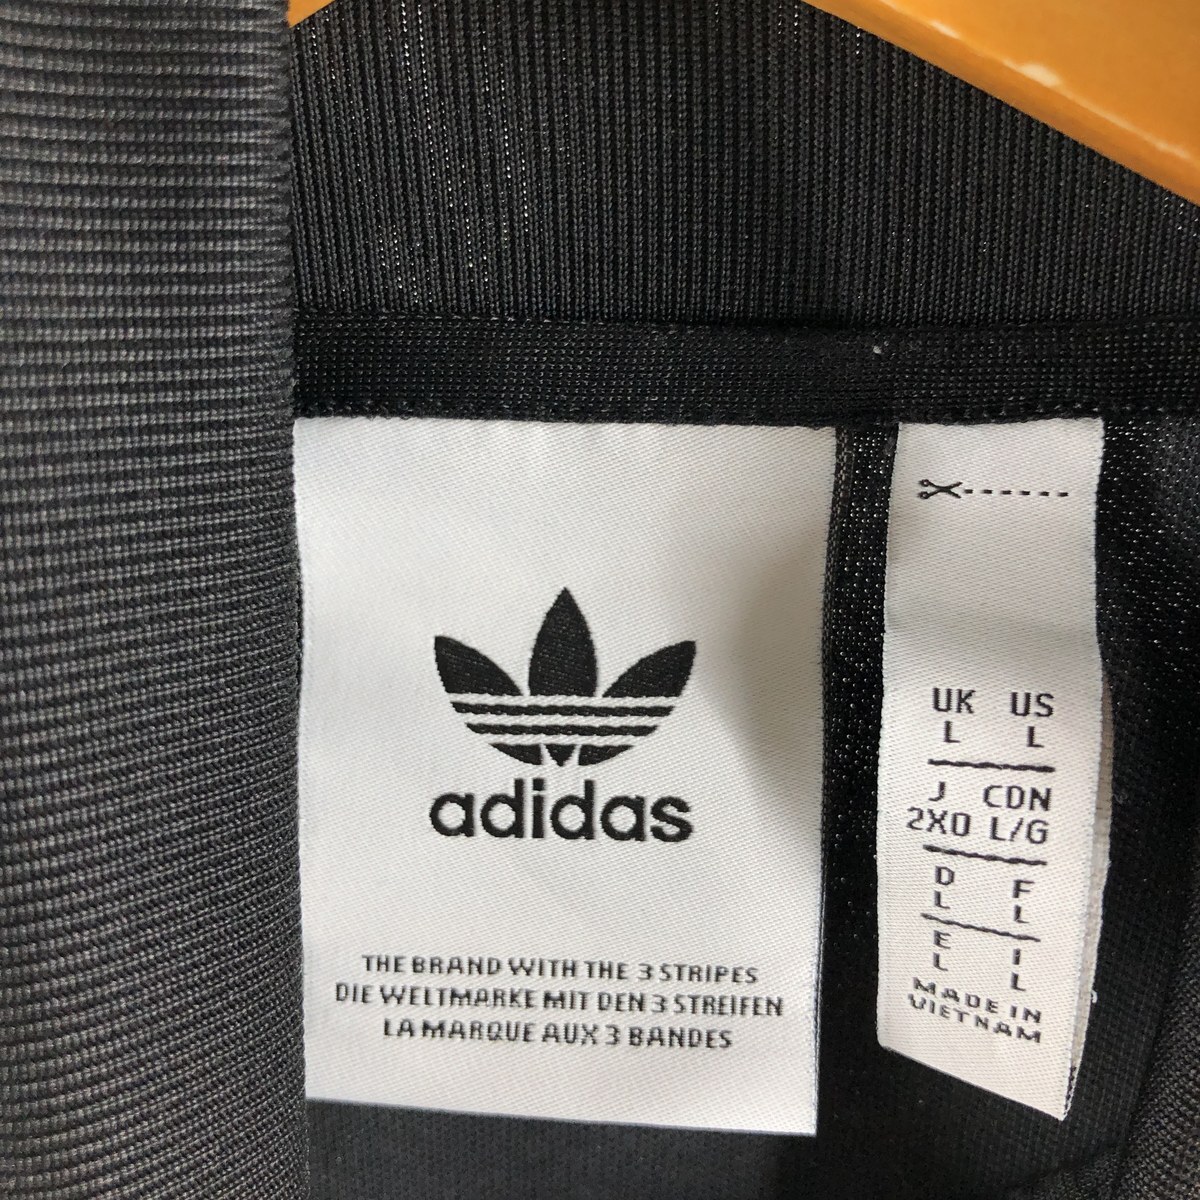 adidas
THE BRAND WITH THE 3 STRIPES
DIE WELTMARKE MIT DEN 3 STREIFEN
LA MARQUE AUX 3 BANDES
UK US
L L
J CDN
2XO L/G
D F
L L
E I
L L
MADE IN
VIETNAM